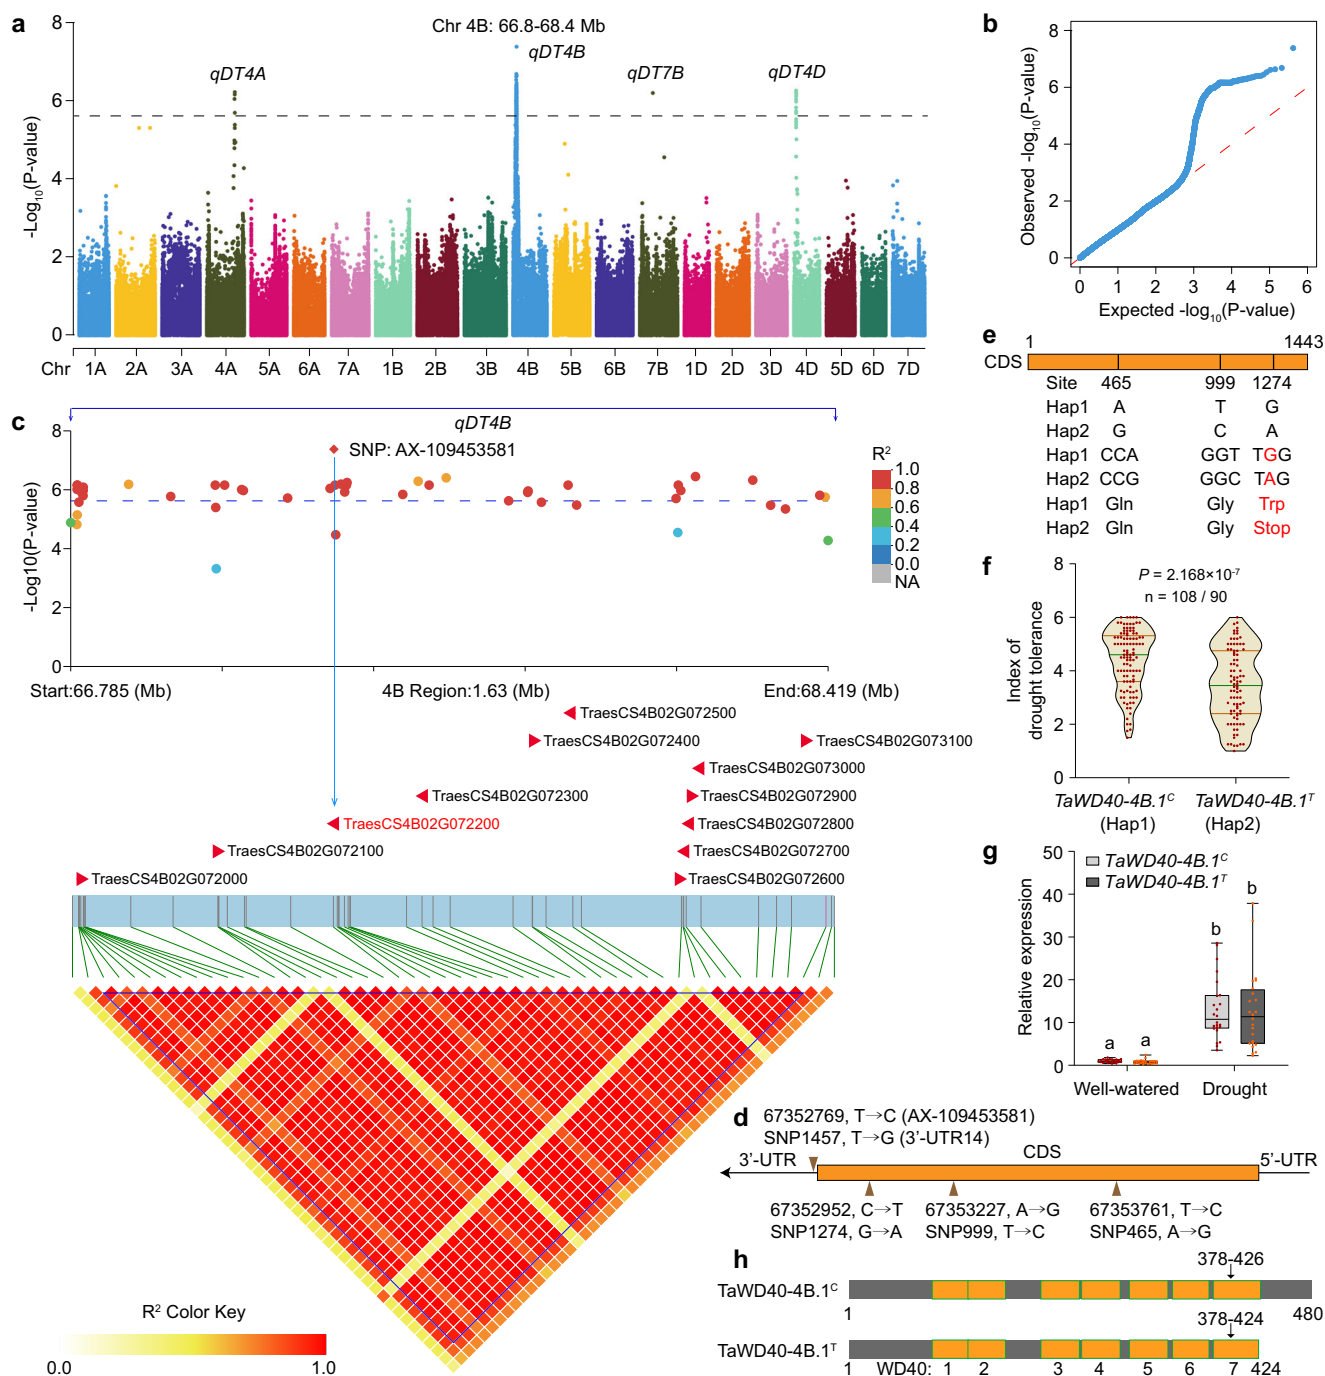 a
Chr 4B: 66.8-68.4 Mb
qDT4A
qDT4B
qDT7B
qDT4D
-Log10(P-value)
8
6
4
2
0
Chr 1A 2A 3A 4A 5A 6A 7A 1B 2B 3B 4B 5B 6B 7B 1D 2D 3D 4D 5D 6D 7D
b
Observed -log10(P-value)
8
6
4
2
0
0 1 2 3 4 5 6
Expected -log10(P-value)
c
qDT4B
SNP: AX-109453581
-Log10(P-value)
8
6
4
2
0
R²
1.0
0.8
0.6
0.4
0.2
0.0
NA
Start:66.785 (Mb)
4B Region:1.63 (Mb)
End:68.419 (Mb)
TraesCS4B02G072500
TraesCS4B02G072400
TraesCS4B02G073100
TraesCS4B02G073000
TraesCS4B02G072300
TraesCS4B02G072900
TraesCS4B02G072200
TraesCS4B02G072800
TraesCS4B02G072100
TraesCS4B02G072700
TraesCS4B02G072000
TraesCS4B02G072600
R² Color Key
0.0 1.0
e
1 1443
CDS
Site 465 999 1274
Hap1 A T G
Hap2 G C A
Hap1 CCA GGT TGG
Hap2 CCG GGC TAG
Hap1 Gln Gly Trp
Hap2 Gln Gly Stop
f
Index of
drought tolerance
8
6
4
2
0
P = 2.168×10⁻⁷
n = 108 / 90
TaWD40-4B.1ᶜ TaWD40-4B.1ᵀ
(Hap1) (Hap2)
g
Relative expression
50
40
30
20
10
0
TaWD40-4B.1ᶜ
TaWD40-4B.1ᵀ
a a b b
Well-watered Drought
d
67352769, T→C (AX-109453581)
SNP1457, T→G (3’-UTR14)
3’-UTR CDS 5’-UTR
67352952, C→T 67353227, A→G 67353761, T→C
SNP1274, G→A SNP999, T→C SNP465, A→G
h
378-426
TaWD40-4B.1ᶜ
1 480
378-424
TaWD40-4B.1ᵀ
1 WD40: 1 2 3 4 5 6 7 424